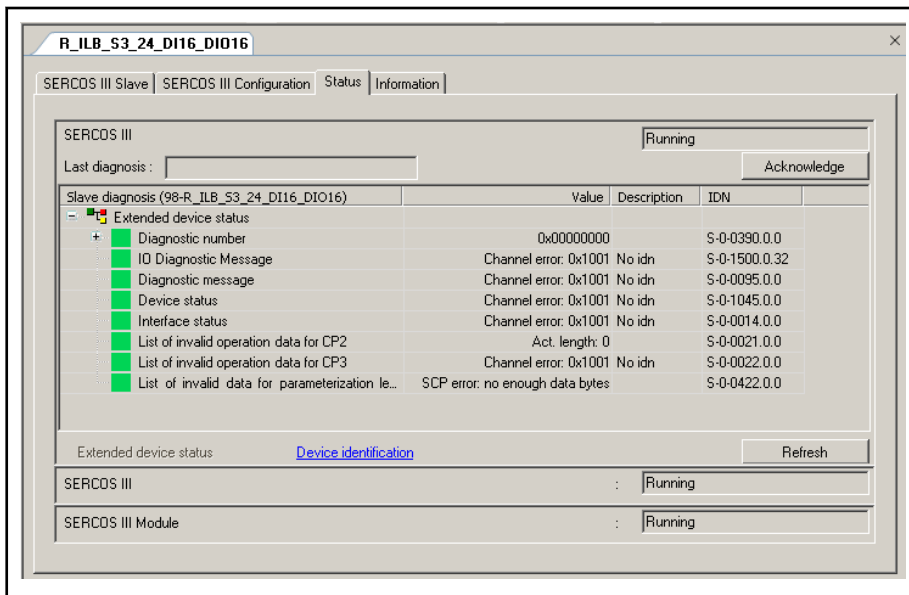 R_ILB_S3_24_DI16_DIO16
SERCOS III Slave SERCOS III Configuration Status Information
SERCOS III Running
Last diagnosis : Acknowledge
Slave diagnosis (98-R_ILB_S3_24_DI16_DIO16) Value Description IDN
Extended device status
Diagnostic number 0x00000000 S-0-0390.0.0
IO Diagnostic Message Channel error: 0x1001 No idn S-0-1500.0.32
Diagnostic message Channel error: 0x1001 No idn S-0-0095.0.0
Device status Channel error: 0x1001 No idn S-0-1045.0.0
Interface status Channel error: 0x1001 No idn S-0-0014.0.0
List of invalid operation data for CP2 Act. length: 0 S-0-0021.0.0
List of invalid operation data for CP3 Channel error: 0x1001 No idn S-0-0022.0.0
List of invalid data for parameterization le... SCP error: no enough data bytes S-0-0422.0.0
Extended device status Device identification Refresh
SERCOS III : Running
SERCOS III Module : Running